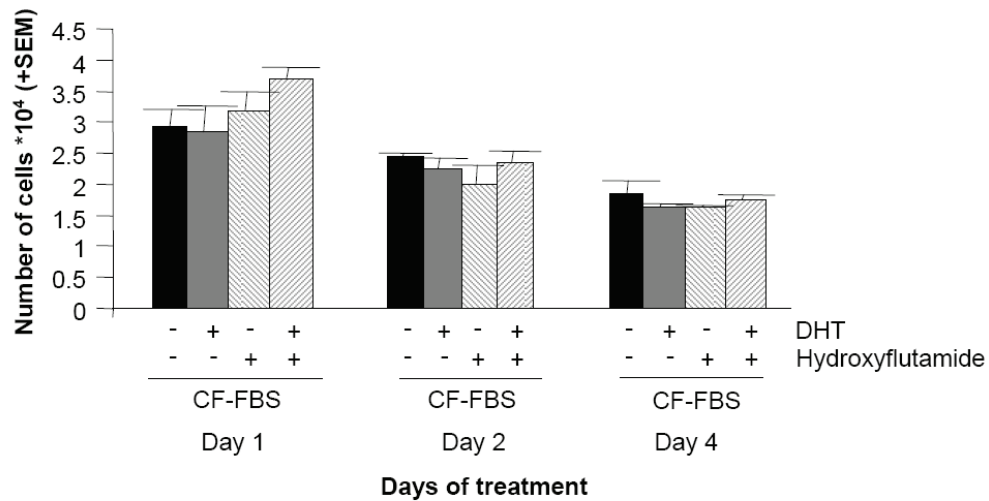 Number of cells *10⁴ (+SEM)
4.5
4
3.5
3
2.5
2
1.5
1
0.5
0
- + - + - + - + - + - + DHT
- - + + - - + + - - + + Hydroxyflutamide
CF-FBS CF-FBS CF-FBS
Day 1 Day 2 Day 4
Days of treatment